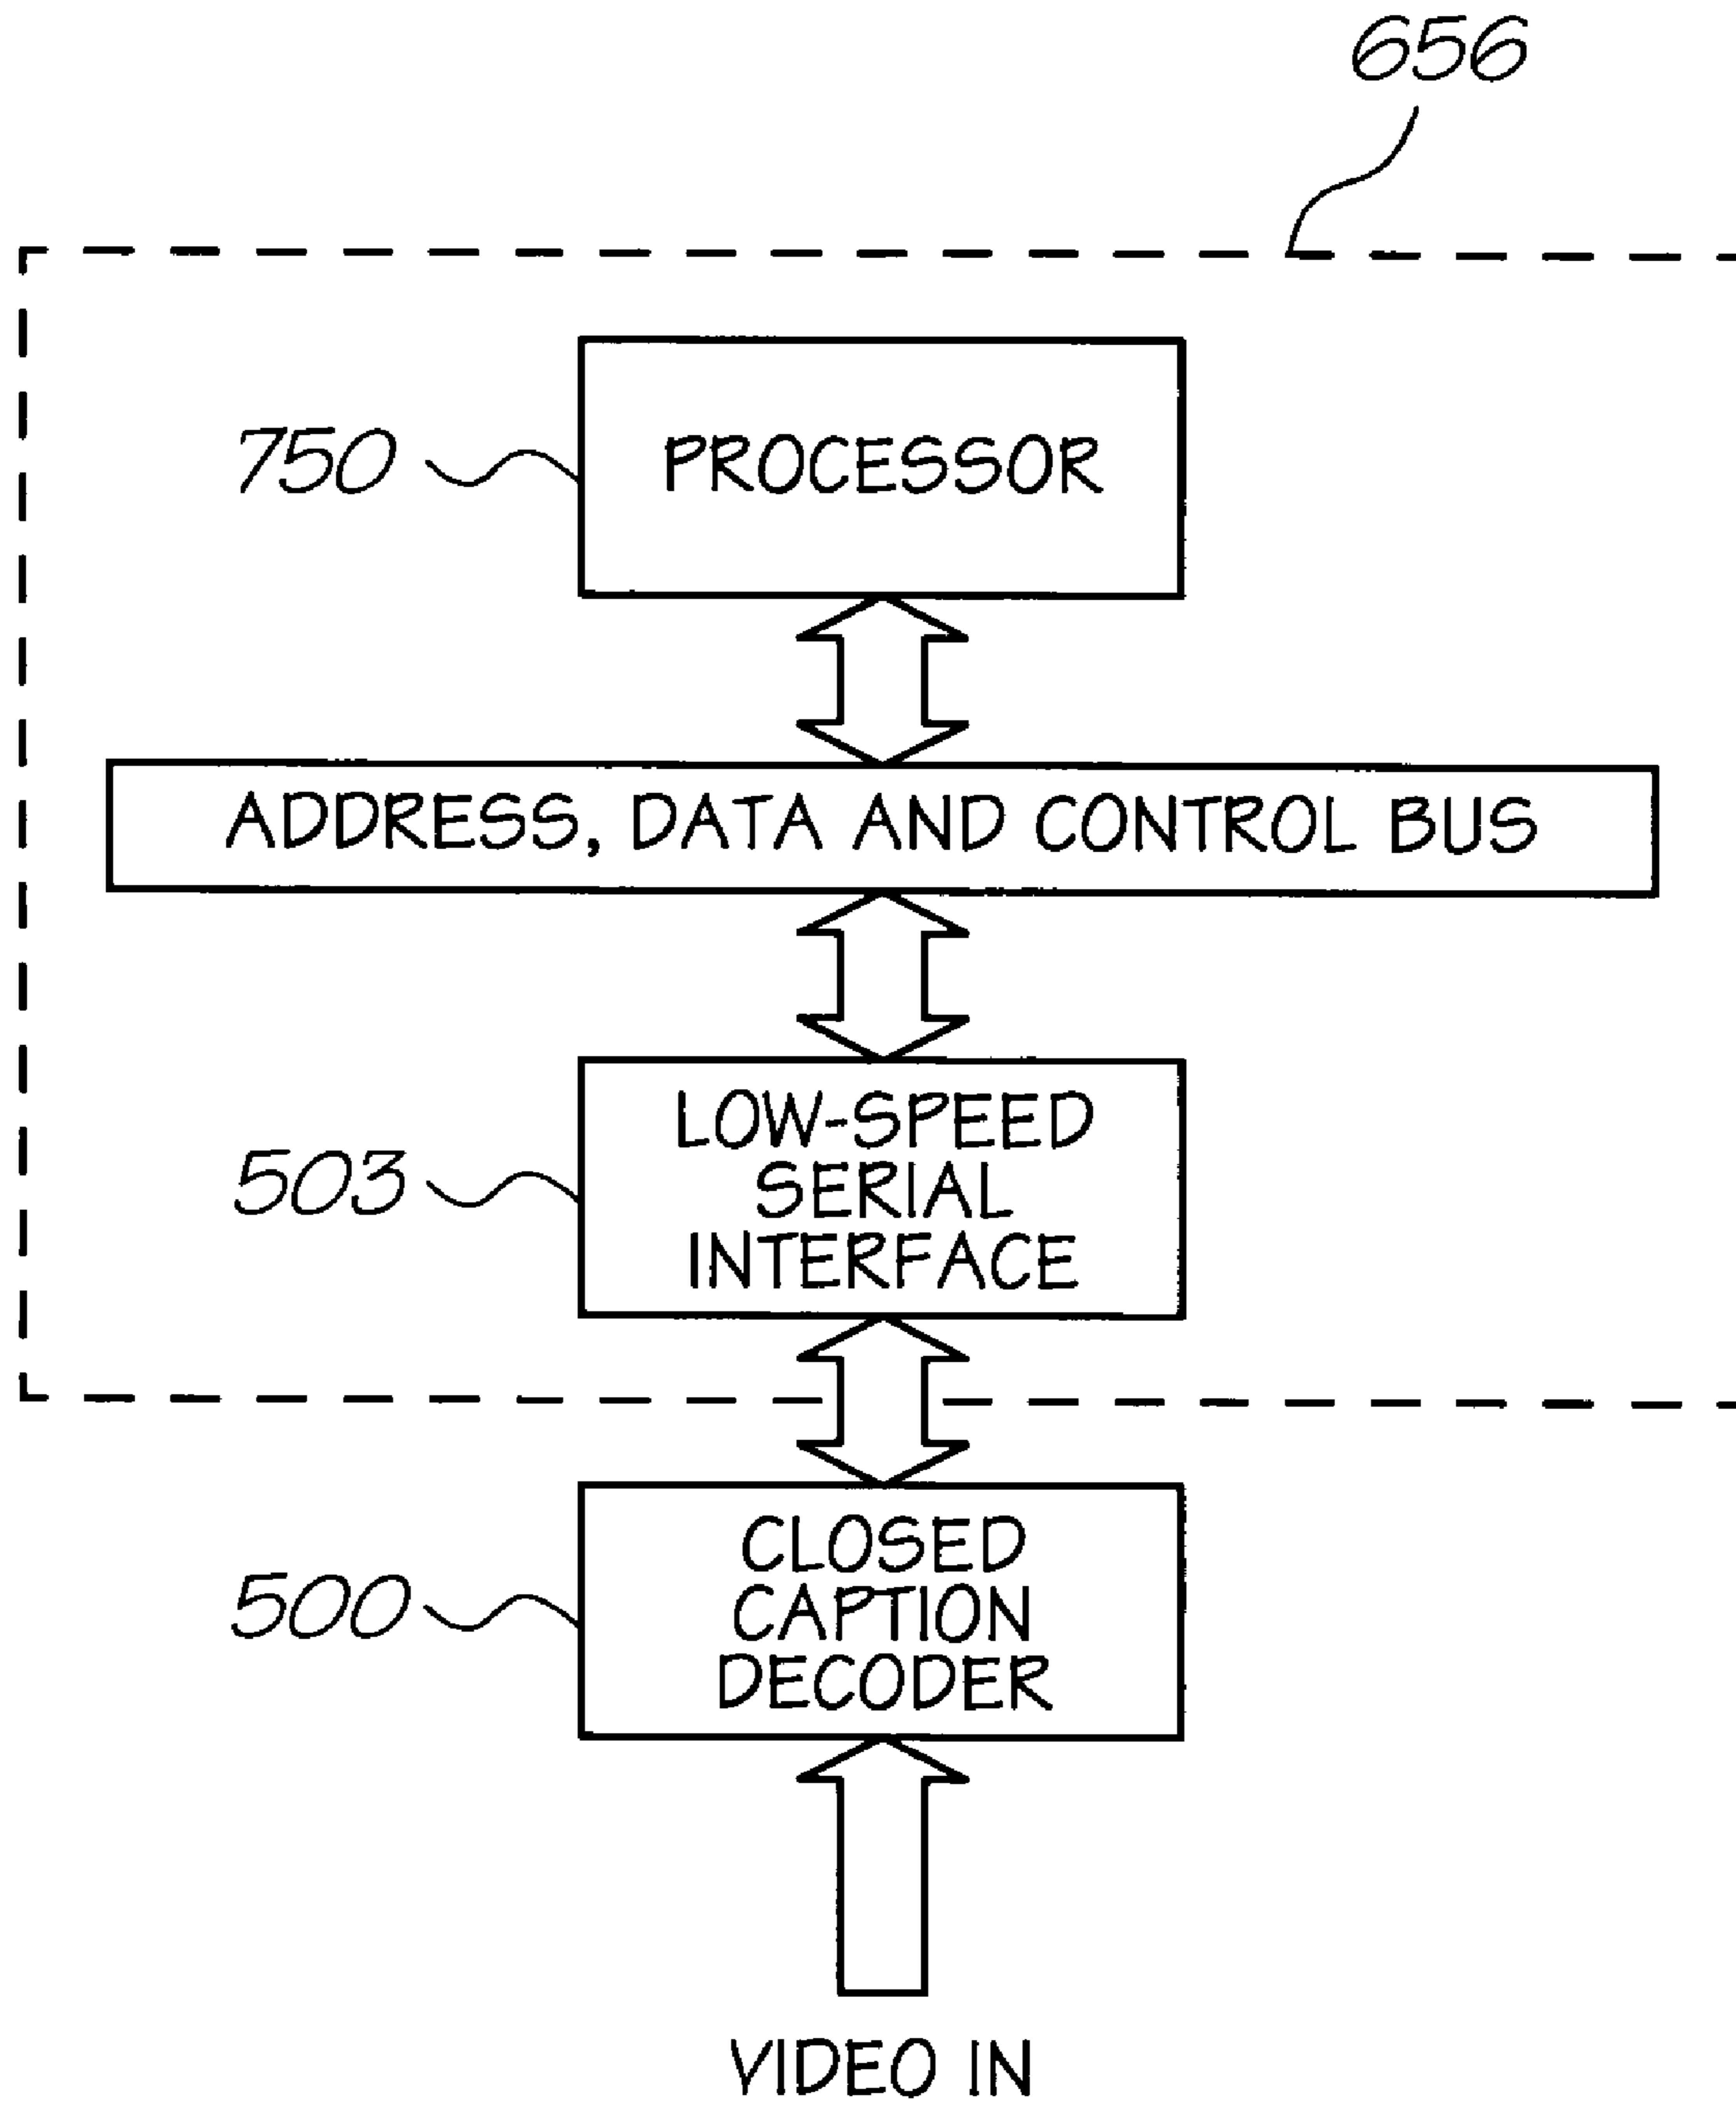 656
750
PROCESSOR
ADDRESS, DATA AND CONTROL BUS
503
LOW-SPEED
SERIAL
INTERFACE
500
CLOSED
CAPTION
DECODER
VIDEO IN